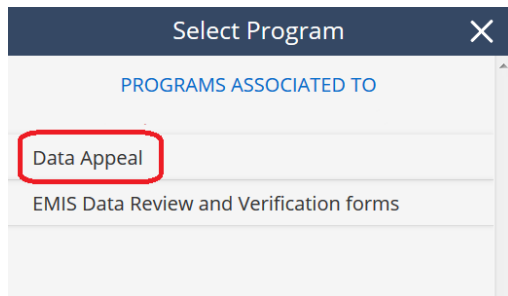 Select Program
PROGRAMS ASSOCIATED TO
Data Appeal
EMIS Data Review and Verification forms